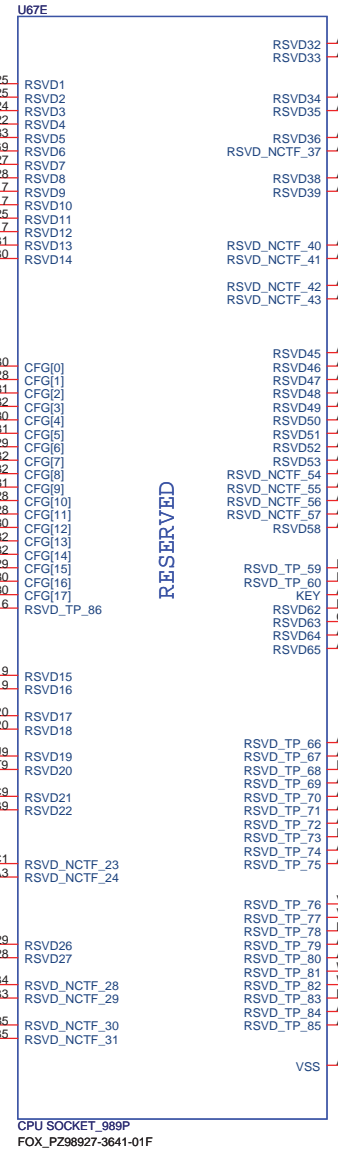 U67E
RSVD32
RSVD33
RSVD1
RSVD2
RSVD3
RSVD4
RSVD5
RSVD6
RSVD7
RSVD8
RSVD9
RSVD10
RSVD11
RSVD12
RSVD13
RSVD14
RSVD34
RSVD35
RSVD36
RSVD_NCTF_37
RSVD38
RSVD39
RSVD_NCTF_40
RSVD_NCTF_41
RSVD_NCTF_42
RSVD_NCTF_43
CFG[0]
CFG[1]
CFG[2]
CFG[3]
CFG[4]
CFG[5]
CFG[6]
CFG[7]
CFG[8]
CFG[9]
CFG[10]
CFG[11]
CFG[12]
CFG[13]
CFG[14]
CFG[15]
CFG[16]
CFG[17]
RSVD_TP_86
RESERVED
RSVD45
RSVD46
RSVD47
RSVD48
RSVD49
RSVD50
RSVD51
RSVD52
RSVD53
RSVD_NCTF_54
RSVD_NCTF_55
RSVD_NCTF_56
RSVD_NCTF_57
RSVD58
RSVD_TP_59
RSVD_TP_60
KEY
RSVD62
RSVD63
RSVD64
RSVD65
RSVD15
RSVD16
RSVD17
RSVD18
RSVD19
RSVD20
RSVD21
RSVD22
RSVD_NCTF_23
RSVD_NCTF_24
RSVD26
RSVD27
RSVD_NCTF_28
RSVD_NCTF_29
RSVD_NCTF_30
RSVD_NCTF_31
RSVD_TP_66
RSVD_TP_67
RSVD_TP_68
RSVD_TP_69
RSVD_TP_70
RSVD_TP_71
RSVD_TP_72
RSVD_TP_73
RSVD_TP_74
RSVD_TP_75
RSVD_TP_76
RSVD_TP_77
RSVD_TP_78
RSVD_TP_79
RSVD_TP_80
RSVD_TP_81
RSVD_TP_82
RSVD_TP_83
RSVD_TP_84
RSVD_TP_85
VSS
CPU SOCKET_989P
FOX_PZ98927-3641-01F